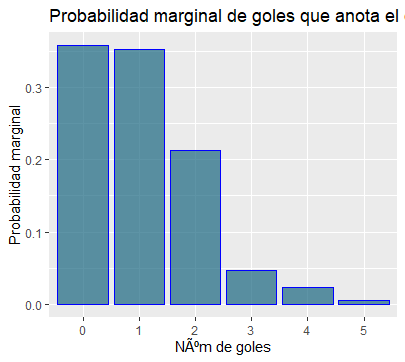 Probabilidad marginal de goles que anota el
Probabilidad marginal
0.3
0.2
0.1
0.0
0 1 2 3 4 5
NÃºm de goles